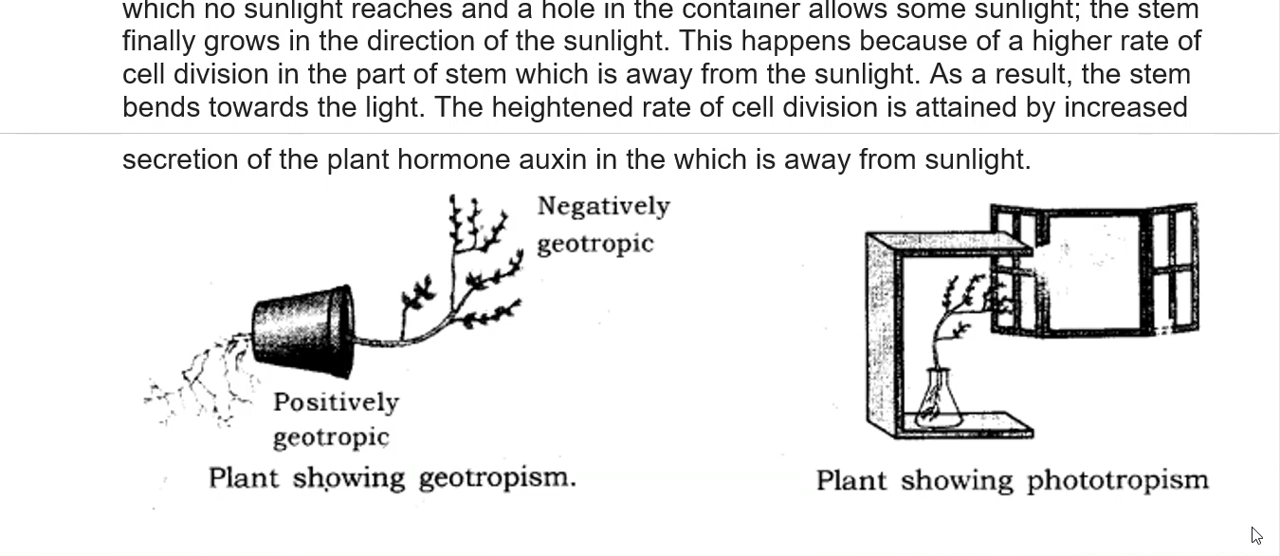 which no sunlight reaches and a hole in the container allows some sunlight; the stem
finally grows in the direction of the sunlight. This happens because of a higher rate of
cell division in the part of stem which is away from the sunlight. As a result, the stem
bends towards the light. The heightened rate of cell division is attained by increased
secretion of the plant hormone auxin in the which is away from sunlight.
Negatively
geotropic
Positively
geotropic
Plant showing geotropism.
Plant showing phototropism